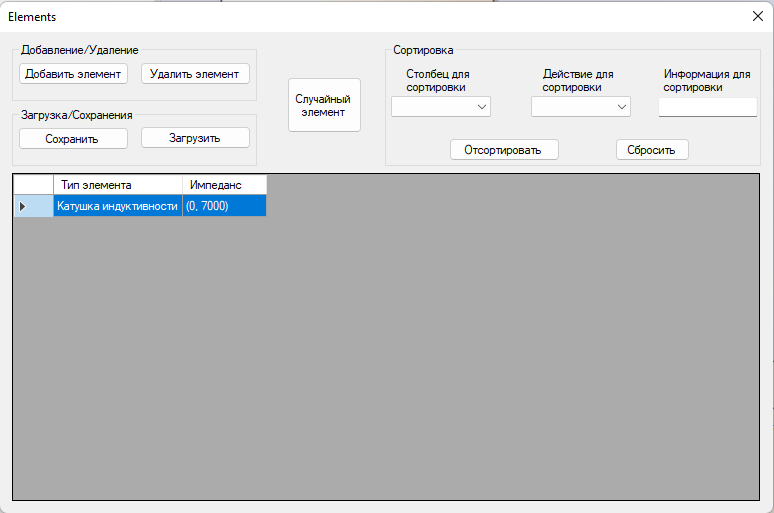 Elements
Добавление/Удаление
Добавить элемент
Удалить элемент
Загрузка/Сохранения
Сохранить
Загрузить
Случайный
элемент
Сортировка
Столбец для
сортировки
Действие для
сортировки
Информация для
сортировки
Отсортировать
Сбросить
Тип элемента
Импеданс
Катушка индуктивности
(0, 7000)